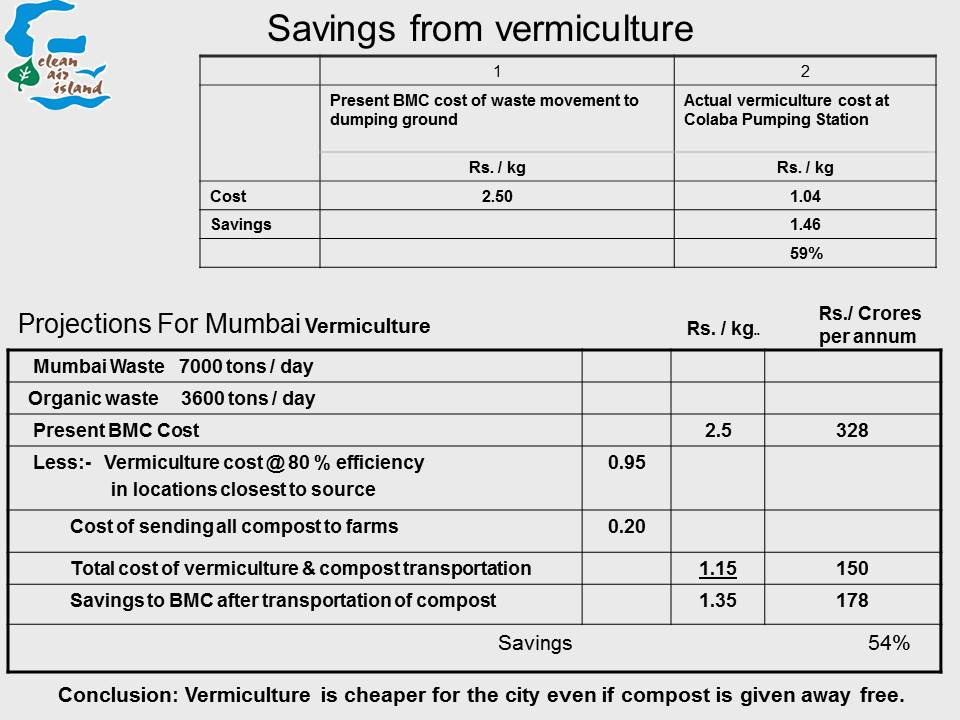 Savings from vermiculture
clean
air
island
1 2
Present BMC cost of waste movement to Actual vermiculture cost at
dumping ground Colaba Pumping Station
Rs. / kg Rs. / kg
Cost 2.50 1.04
Savings 1.46
59%
Projections For Mumbai Vermiculture Rs. / kg.. Rs./ Crores
per annum
Mumbai Waste 7000 tons / day
Organic waste 3600 tons / day
Present BMC Cost 2.5 328
Less:- Vermiculture cost @ 80 % efficiency 0.95
in locations closest to source
Cost of sending all compost to farms 0.20
Total cost of vermiculture & compost transportation 1.15 150
Savings to BMC after transportation of compost 1.35 178
Savings 54%
Conclusion: Vermiculture is cheaper for the city even if compost is given away free.